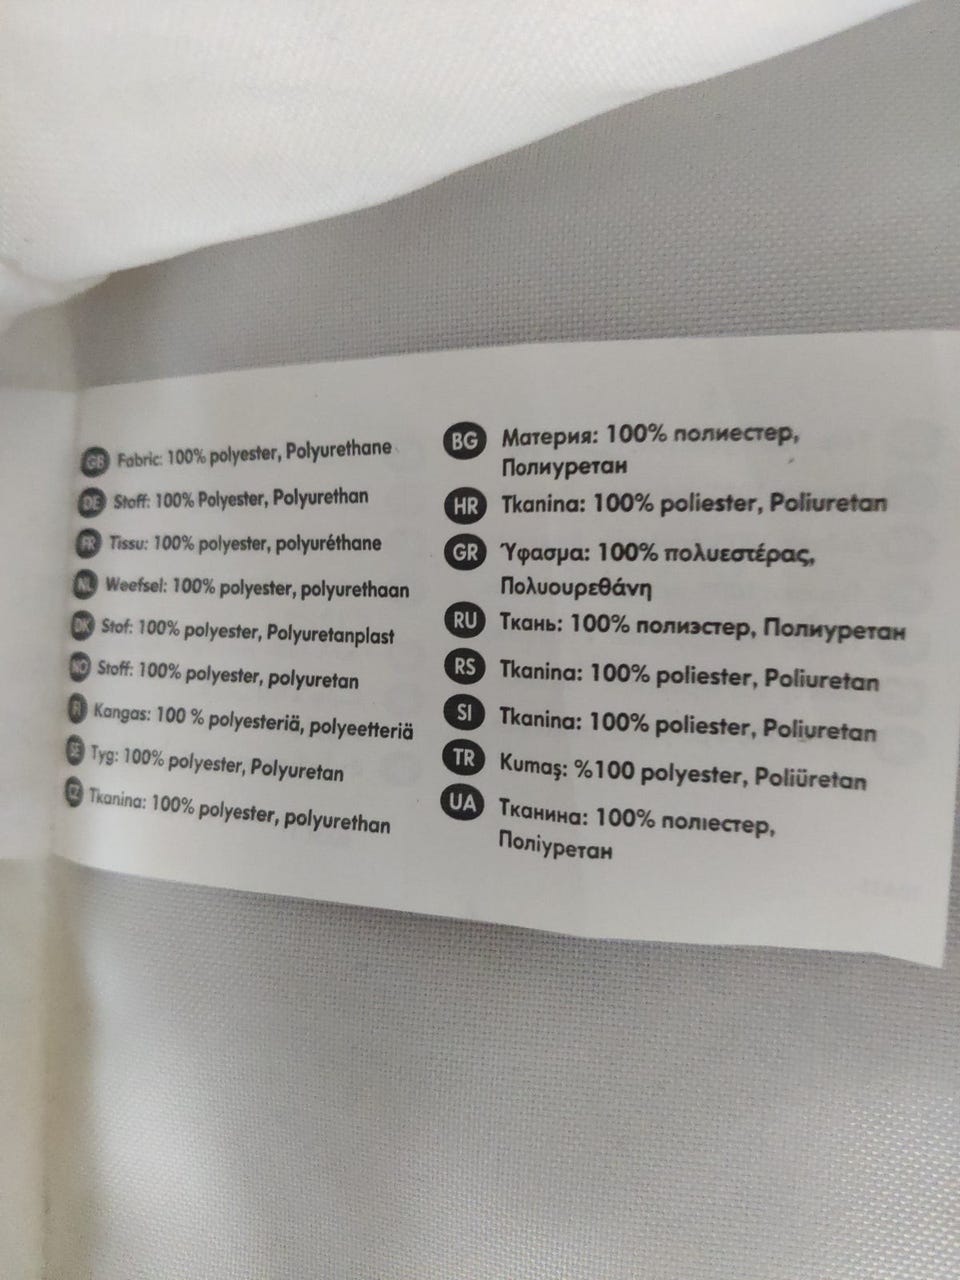 GB Fabric: 100% polyester, Polyurethane
DE Stoff: 100% Polyester, Polyurethan
FR Tissu: 100% polyester, polyuréthane
NL Weefsel: 100% polyester, polyurethaan
DK Stof: 100% polyester, Polyuretanplast
NO Stoff: 100% polyester, polyuretan
FI Kangas: 100 % polyesteriä, polyeetteriä
SE Tyg: 100% polyester, Polyuretan
CZ Tkanina: 100% polyester, polyurethan
BG Материя: 100% полиестер,
Полиуретан
HR Tkanina: 100% poliester, Poliuretan
GR Ύφασμα: 100% πολυεστέρας,
Πολυουρεθάνη
RU Ткань: 100% полиэстер, Полиуретан
RS Tkanina: 100% poliester, Poliuretan
SI Tkanina: 100% poliester, Poliuretan
TR Kumaş: %100 polyester, Poliüretan
UA Тканина: 100% поліестер,
Поліуретан